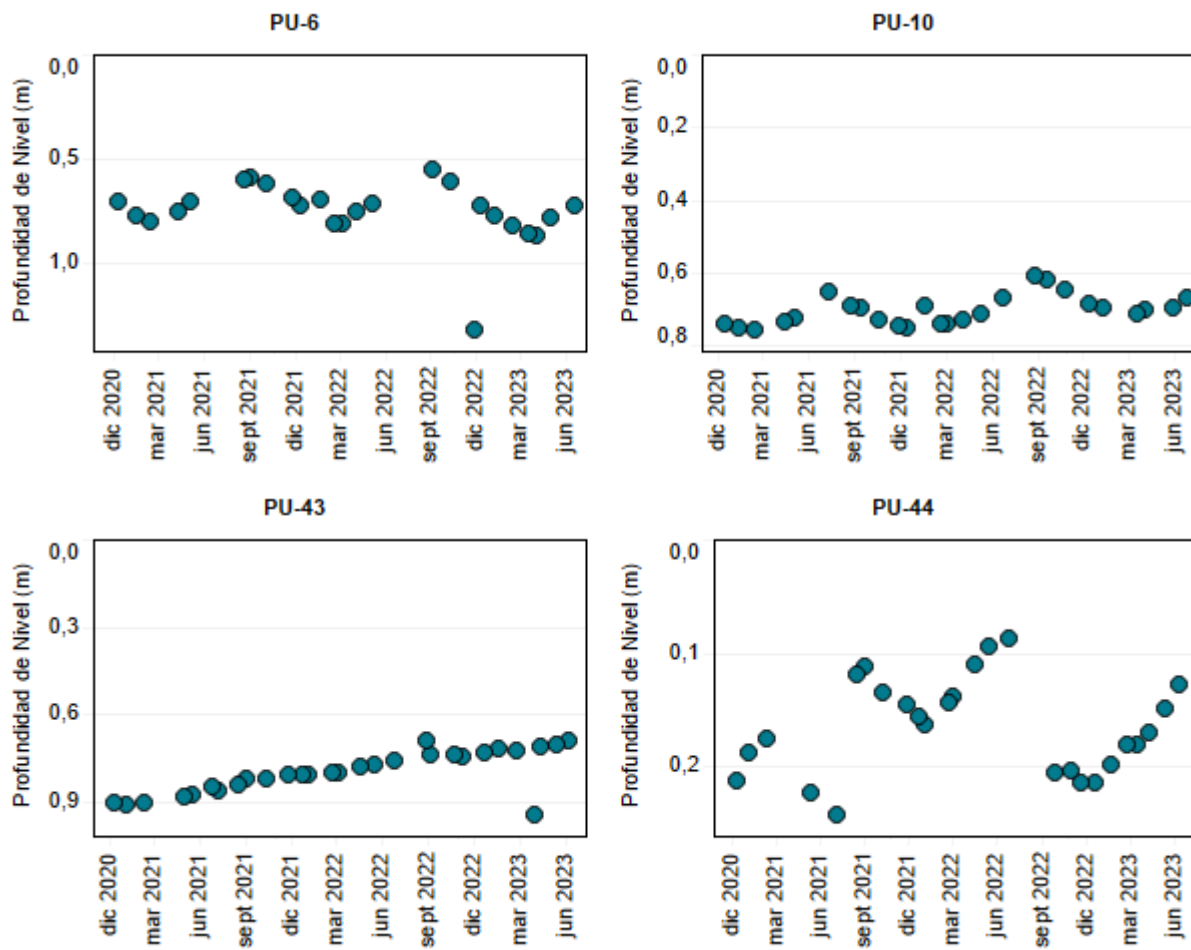 PU-6
Profundidad de Nivel (m)
0,0
0,5
1,0
dic 2020
mar 2021
jun 2021
sept 2021
dic 2021
mar 2022
jun 2022
sept 2022
dic 2022
mar 2023
jun 2023
PU-10
Profundidad de Nivel (m)
0,0
0,2
0,4
0,6
0,8
dic 2020
mar 2021
jun 2021
sept 2021
dic 2021
mar 2022
jun 2022
sept 2022
dic 2022
mar 2023
jun 2023
PU-43
Profundidad de Nivel (m)
0,0
0,3
0,6
0,9
dic 2020
mar 2021
jun 2021
sept 2021
dic 2021
mar 2022
jun 2022
sept 2022
dic 2022
mar 2023
jun 2023
PU-44
Profundidad de Nivel (m)
0,0
0,1
0,2
dic 2020
mar 2021
jun 2021
sept 2021
dic 2021
mar 2022
jun 2022
sept 2022
dic 2022
mar 2023
jun 2023